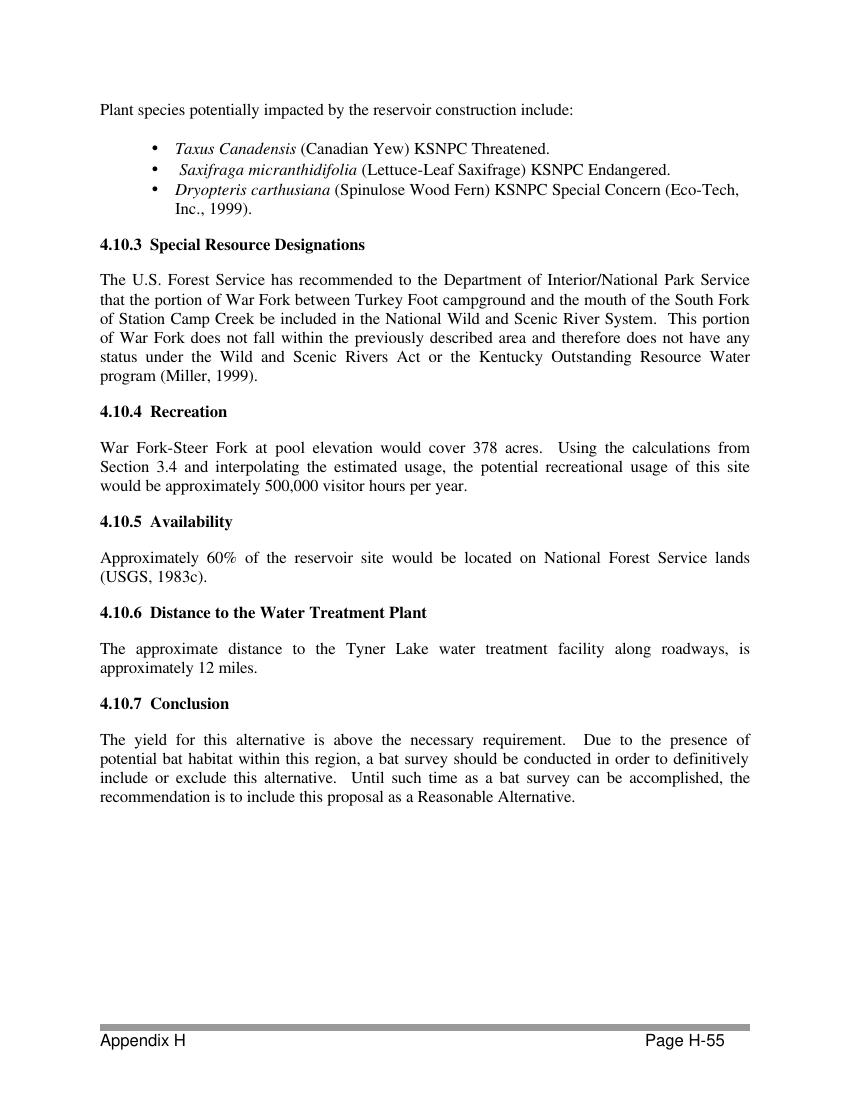 Plant species potentially impacted by the reservoir construction include:
• Taxus Canadensis (Canadian Yew) KSNPC Threatened.
• Saxifraga micranthidifolia (Lettuce-Leaf Saxifrage) KSNPC Endangered.
• Dryopteris carthusiana (Spinulose Wood Fern) KSNPC Special Concern (Eco-Tech,
Inc., 1999).
4.10.3 Special Resource Designations
The U.S. Forest Service has recommended to the Department of Interior/National Park Service
that the portion of War Fork between Turkey Foot campground and the mouth of the South Fork
of Station Camp Creek be included in the National Wild and Scenic River System. This portion
of War Fork does not fall within the previously described area and therefore does not have any
status under the Wild and Scenic Rivers Act or the Kentucky Outstanding Resource Water
program (Miller, 1999).
4.10.4 Recreation
War Fork-Steer Fork at pool elevation would cover 378 acres. Using the calculations from
Section 3.4 and interpolating the estimated usage, the potential recreational usage of this site
would be approximately 500,000 visitor hours per year.
4.10.5 Availability
Approximately 60% of the reservoir site would be located on National Forest Service lands
(USGS, 1983c).
4.10.6 Distance to the Water Treatment Plant
The approximate distance to the Tyner Lake water treatment facility along roadways, is
approximately 12 miles.
4.10.7 Conclusion
The yield for this alternative is above the necessary requirement. Due to the presence of
potential bat habitat within this region, a bat survey should be conducted in order to definitively
include or exclude this alternative. Until such time as a bat survey can be accomplished, the
recommendation is to include this proposal as a Reasonable Alternative.
Appendix H Page H-55